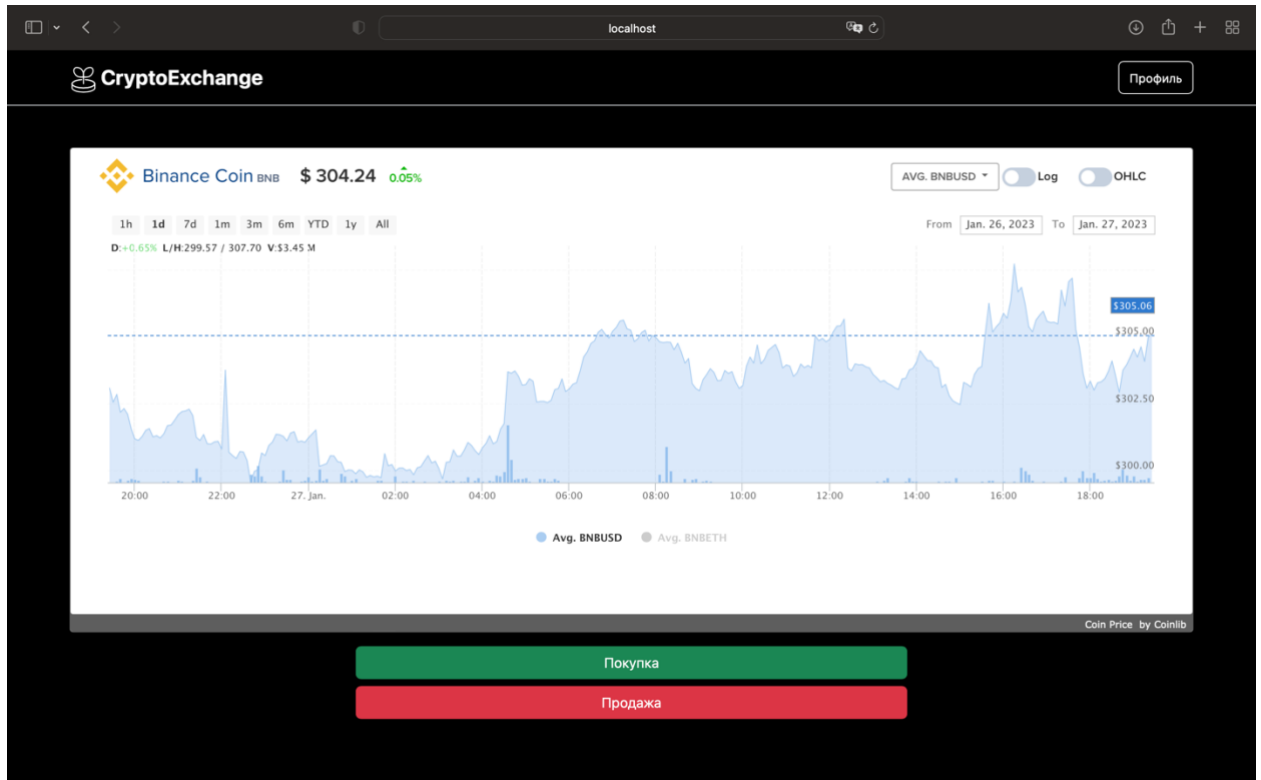 localhost
CryptoExchange
Профиль
Binance Coin BNB $ 304.24 0.05% AVG. BNBUSD Log OHLC
1h 1d 7d 1m 3m 6m YTD 1y All From Jan. 26, 2023 To Jan. 27, 2023
D:+0.65% L/H:299.57 / 307.70 V:$3.45 M
$305.06
$305.00
$302.50
$300.00
20:00 22:00 27. Jan. 02:00 04:00 06:00 08:00 10:00 12:00 14:00 16:00 18:00
Avg. BNBUSD Avg. BNBETH
Coin Price by Coinlib
Покупка
Продажа